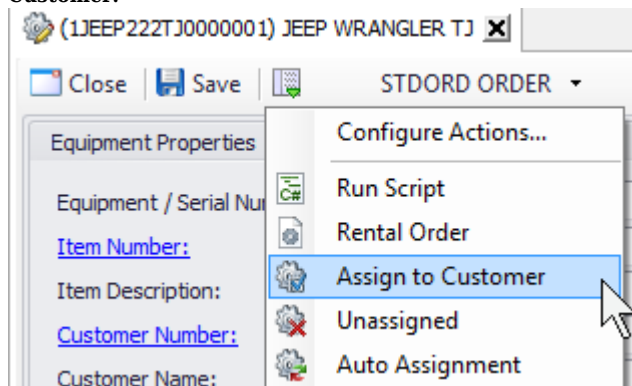 Customer.
(1JEEP222TJ0000001) JEEP WRANGLER TJ
Close Save STDORD ORDER
Configure Actions...
Equipment Properties
Run Script
Equipment / Serial Nu
Rental Order
Item Number:
Assign to Customer
Item Description:
Unassigned
Customer Number:
Auto Assignment
Customer Name: